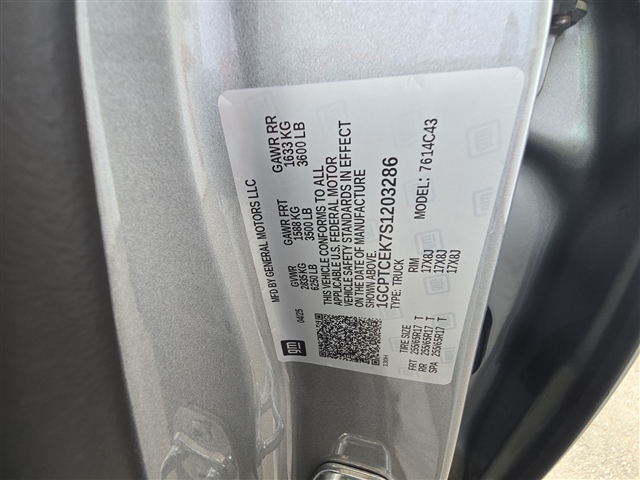 gm
MFD BY GENERAL MOTORS LLC
04/25
GVWR
2835 KG
6250 LB
GAWR FRT
1588 KG
3500 LB
GAWR RR
1633 KG
3600 LB
THIS VEHICLE CONFORMS TO ALL
APPLICABLE U.S. FEDERAL MOTOR
VEHICLE SAFETY STANDARDS IN EFFECT
ON THE DATE OF MANUFACTURE
SHOWN ABOVE.
1GCPTCEK7S1203286
TYPE: TRUCK
MODEL: 7614C43
TIRE SIZE RIM
FRT 255/65R17 T 17X8J
RR 255/65R17 T 17X8J
SPA 255/65R17 T 17X8J